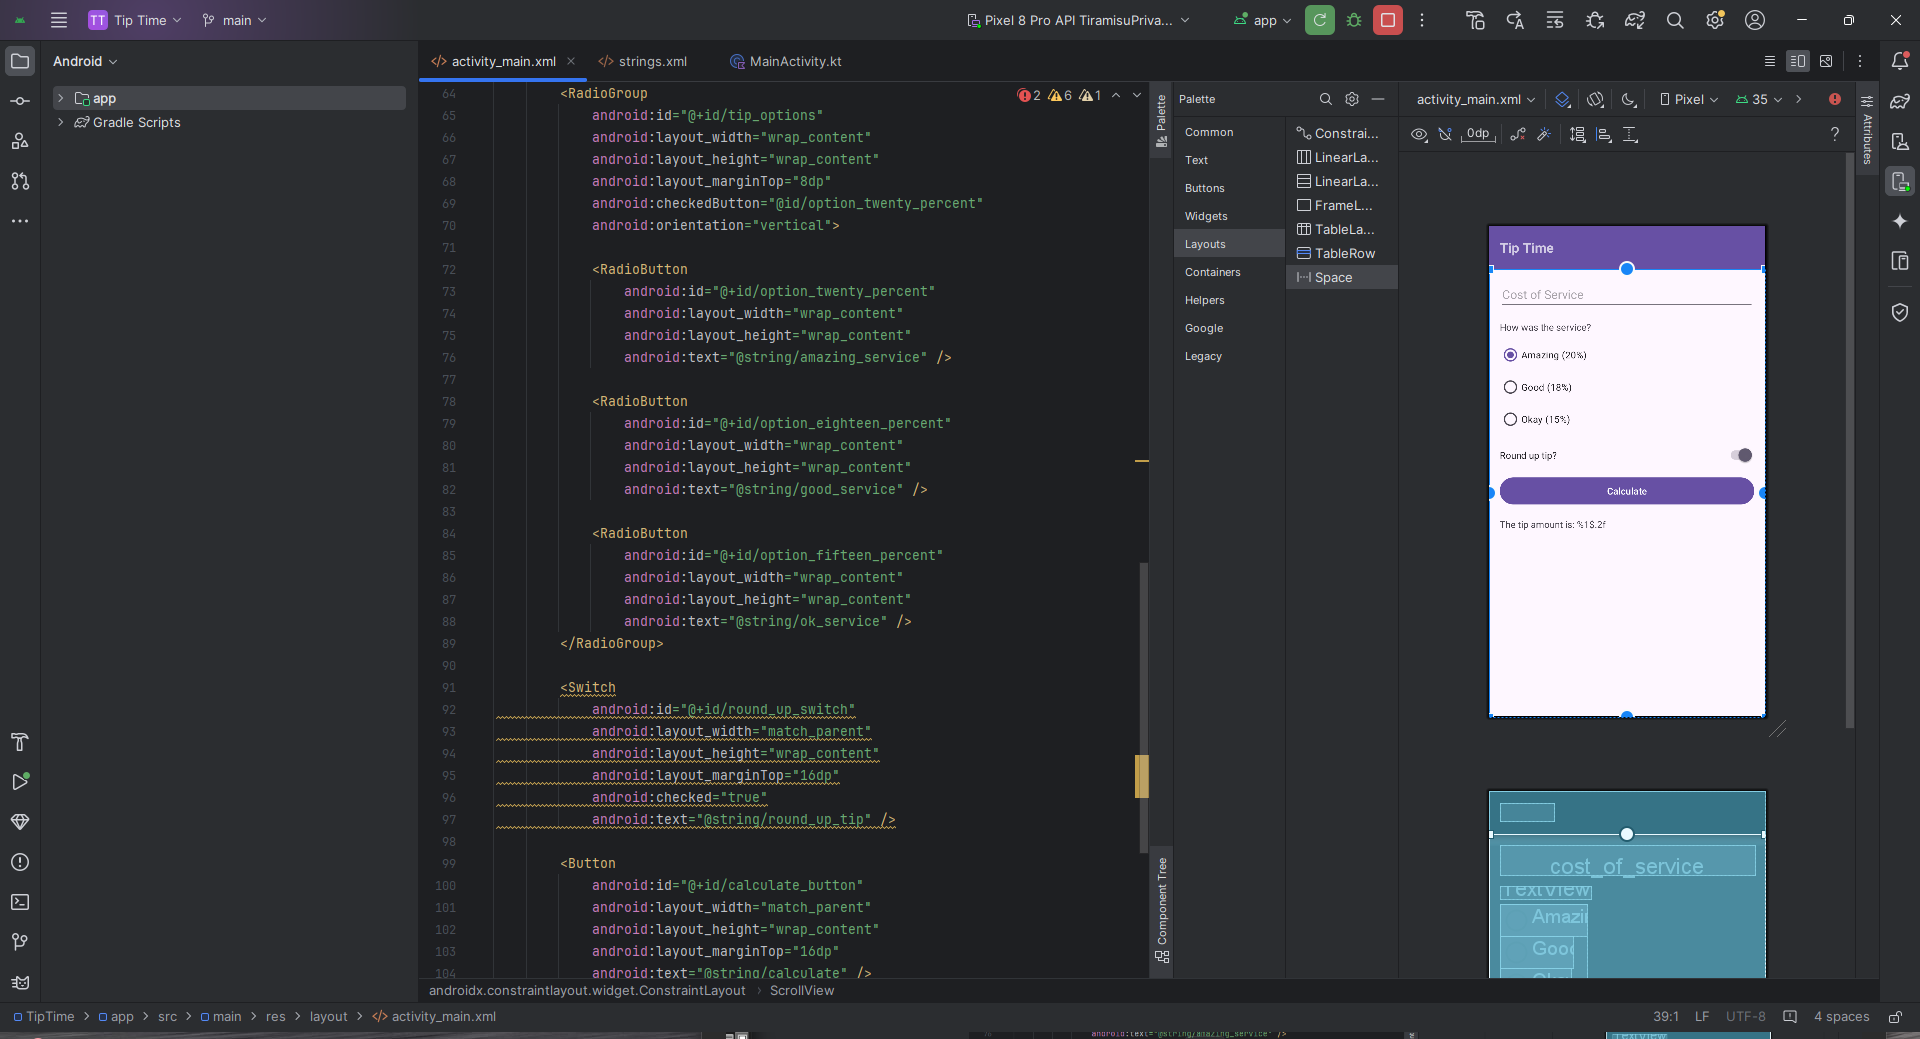 TT Tip Time main Pixel 8 Pro API TiramisuPriva... app
Android
app
Gradle Scripts
activity_main.xml strings.xml MainActivity.kt
2 6 1
64 <RadioGroup
65 android:id="@+id/tip_options"
66 android:layout_width="wrap_content"
67 android:layout_height="wrap_content"
68 android:layout_marginTop="8dp"
69 android:checkedButton="@id/option_twenty_percent"
70 android:orientation="vertical">
71
72 <RadioButton
73 android:id="@+id/option_twenty_percent"
74 android:layout_width="wrap_content"
75 android:layout_height="wrap_content"
76 android:text="@string/amazing_service" />
77
78 <RadioButton
79 android:id="@+id/option_eighteen_percent"
80 android:layout_width="wrap_content"
81 android:layout_height="wrap_content"
82 android:text="@string/good_service" />
83
84 <RadioButton
85 android:id="@+id/option_fifteen_percent"
86 android:layout_width="wrap_content"
87 android:layout_height="wrap_content"
88 android:text="@string/ok_service" />
89 </RadioGroup>
90
91 <Switch
92 android:id="@+id/round_up_switch"
93 android:layout_width="match_parent"
94 android:layout_height="wrap_content"
95 android:layout_marginTop="16dp"
96 android:checked="true"
97 android:text="@string/round_up_tip" />
98
99 <Button
100 android:id="@+id/calculate_button"
101 android:layout_width="match_parent"
102 android:layout_height="wrap_content"
103 android:layout_marginTop="16dp"
104 android:text="@string/calculate" />
androidx.constraintlayout.widget.ConstraintLayout ScrollView
Palette
Component Tree
Palette
Common
Text
Buttons
Widgets
Layouts
Containers
Helpers
Google
Legacy
Constrai...
LinearLa...
LinearLa...
FrameL...
TableLa...
TableRow
Space
activity_main.xml Pixel 35
0dp ?
Attributes
Tip Time
Cost of Service
How was the service?
Amazing (20%)
Good (18%)
Okay (15%)
Round up tip?
Calculate
The tip amount is: %1$.2f
cost_of_service
TextView
Amazi
Good
TipTime app src main res layout activity_main.xml
39:1 LF UTF-8 4 spaces
android:text="@string/amazing_service" />
TextView